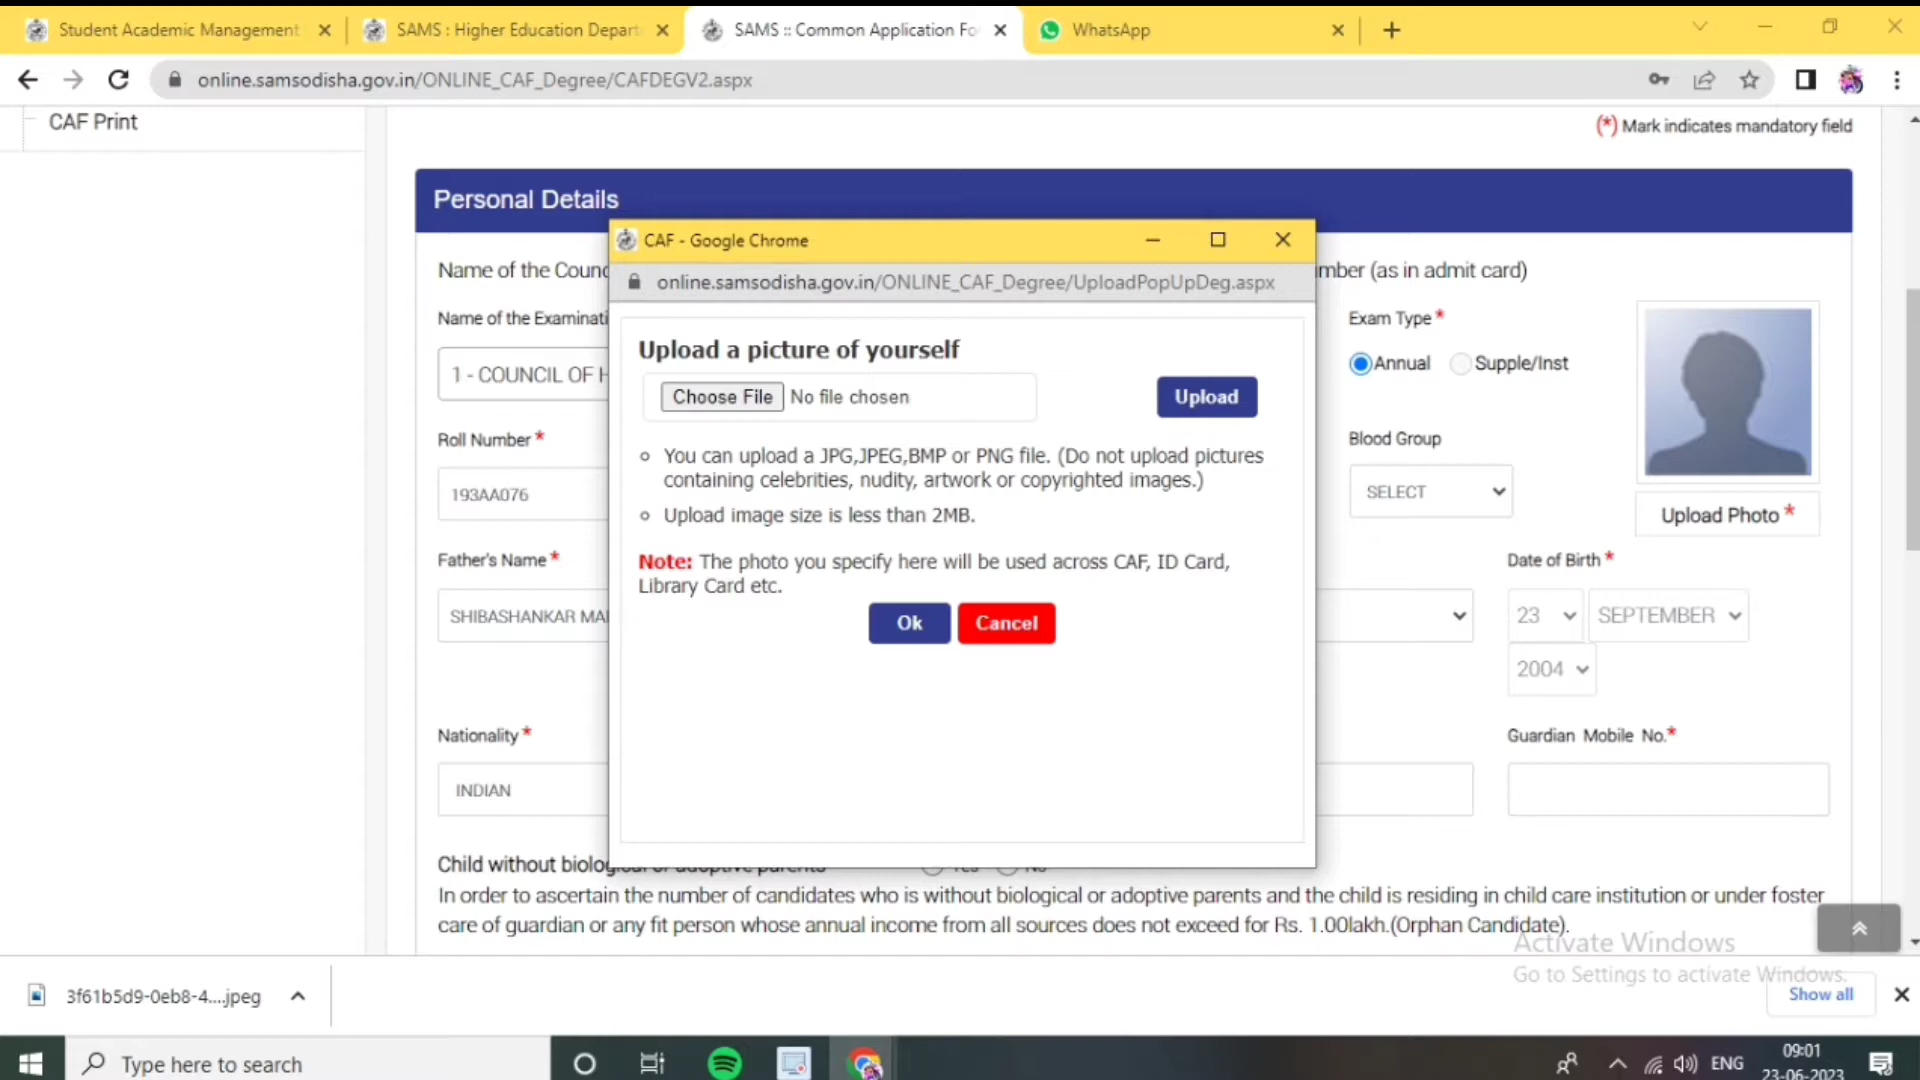 Student Academic Management
SAMS : Higher Education Depart
SAMS :: Common Application Fo
WhatsApp
online.samsodisha.gov.in/ONLINE_CAF_Degree/CAFDEGV2.aspx
CAF Print
(*) Mark indicates mandatory field
Personal Details
CAF - Google Chrome
online.samsodisha.gov.in/ONLINE_CAF_Degree/UploadPopUpDeg.aspx
Name of the Counc
mber (as in admit card)
Name of the Examinati
Exam Type *
1 - COUNCIL OF H
Annual Supple/Inst
Upload a picture of yourself
Choose File No file chosen
Upload
Roll Number *
Blood Group
193AA076
SELECT
You can upload a JPG,JPEG,BMP or PNG file. (Do not upload pictures
containing celebrities, nudity, artwork or copyrighted images.)
Upload image size is less than 2MB.
Upload Photo *
Father's Name *
Note: The photo you specify here will be used across CAF, ID Card,
Library Card etc.
Date of Birth *
SHIBASHANKAR MA
Ok Cancel
23 SEPTEMBER
2004
Nationality *
Guardian Mobile No.*
INDIAN
Child without biological or adoptive parents Yes No
In order to ascertain the number of candidates who is without biological or adoptive parents and the child is residing in child care institution or under foster
care of guardian or any fit person whose annual income from all sources does not exceed for Rs. 1.00lakh.(Orphan Candidate).
Activate Windows
Go to Settings to activate Windows.
3f61b5d9-0eb8-4....jpeg
Show all
Type here to search
ENG
09:01
23-06-2023